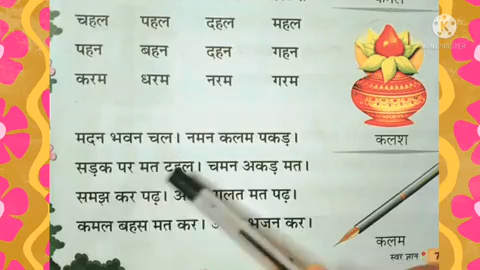 चहल पहल दहल महल
पहन बहन दहन गहन
करम धरम नरम गरम
कलश
मदन भवन चल। नमन कलम पकड़।
सड़क पर मत टहल। चमन अकड़ मत।
समझ कर पढ़। गलत मत पढ़।
कमल बहस मत कर। भजन कर।
कलम
स्वर ज्ञान
KINEMASTER